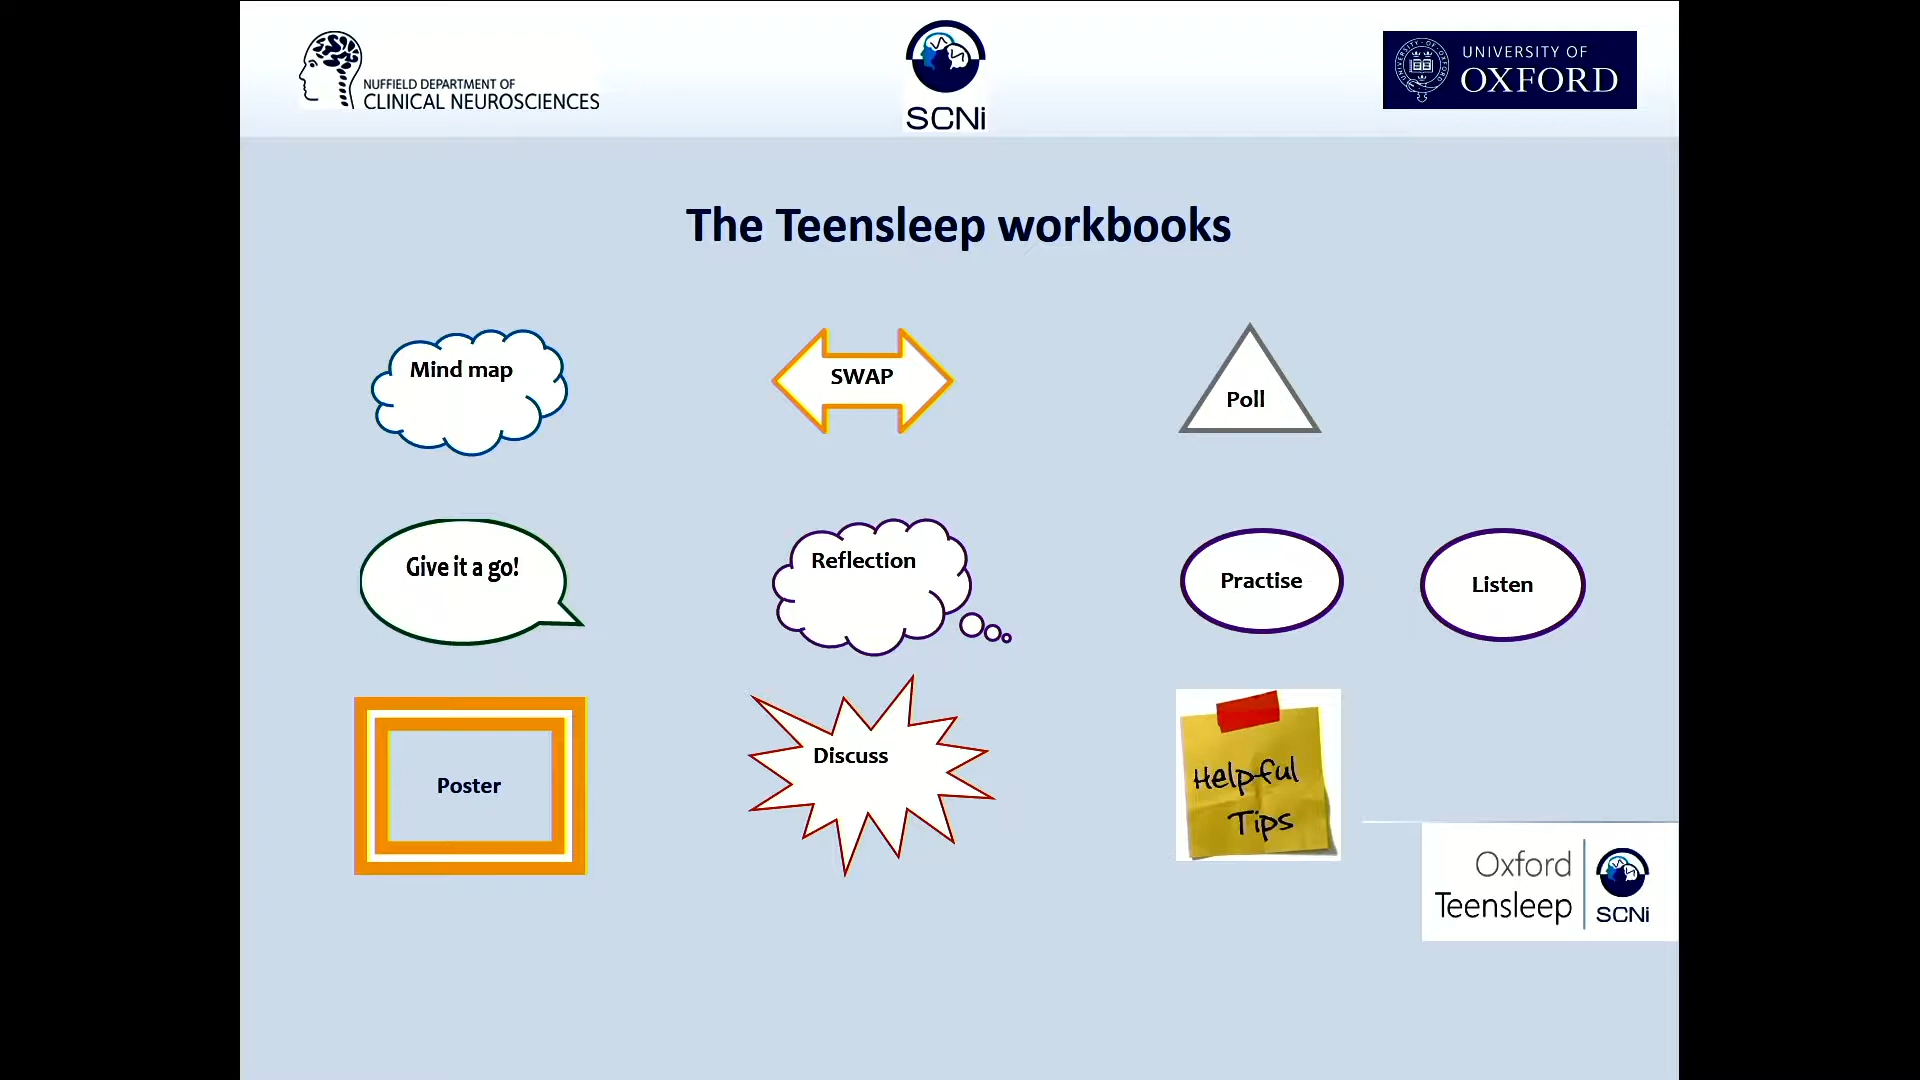 NUFFIELD DEPARTMENT OF
CLINICAL NEUROSCIENCES
SCNi
UNIVERSITY OF
OXFORD
The Teensleep workbooks
Mind map
SWAP
Poll
Give it a go!
Reflection
Practise
Listen
Poster
Discuss
Helpful
Tips
Oxford
Teensleep
SCNi